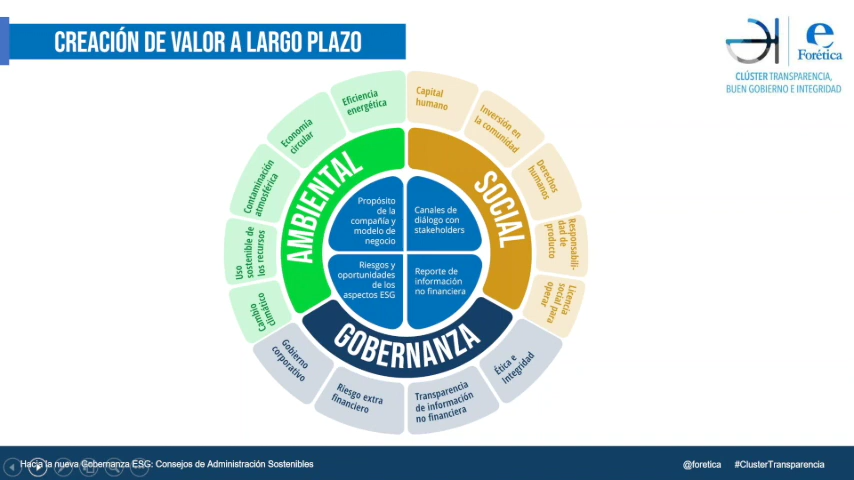 CREACIÓN DE VALOR A LARGO PLAZO
e
Forética
CLÚSTER TRANSPARENCIA,
BUEN GOBIERNO E INTEGRIDAD
Eficiencia
energética
Capital
humano
Economía
circular
Inversión en
la comunidad
Contaminación
atmosférica
Derechos
humanos
Uso
sostenible de
los recursos
Responsabili-
dad de
producto
Cambio
climático
Licencia
social para
operar
AMBIENTAL
SOCIAL
GOBERNANZA
Propósito
de la
compañía y
modelo de
negocio
Canales de
diálogo con
stakeholders
Riesgos y
oportunidades
de los
aspectos ESG
Reporte de
información
no financiera
Gobierno
corporativo
Riesgo extra
financiero
Transparencia
de información
no financiera
Ética e
Integridad
Hacia la nueva Gobernanza ESG: Consejos de Administración Sostenibles
@foretica
#ClusterTransparencia